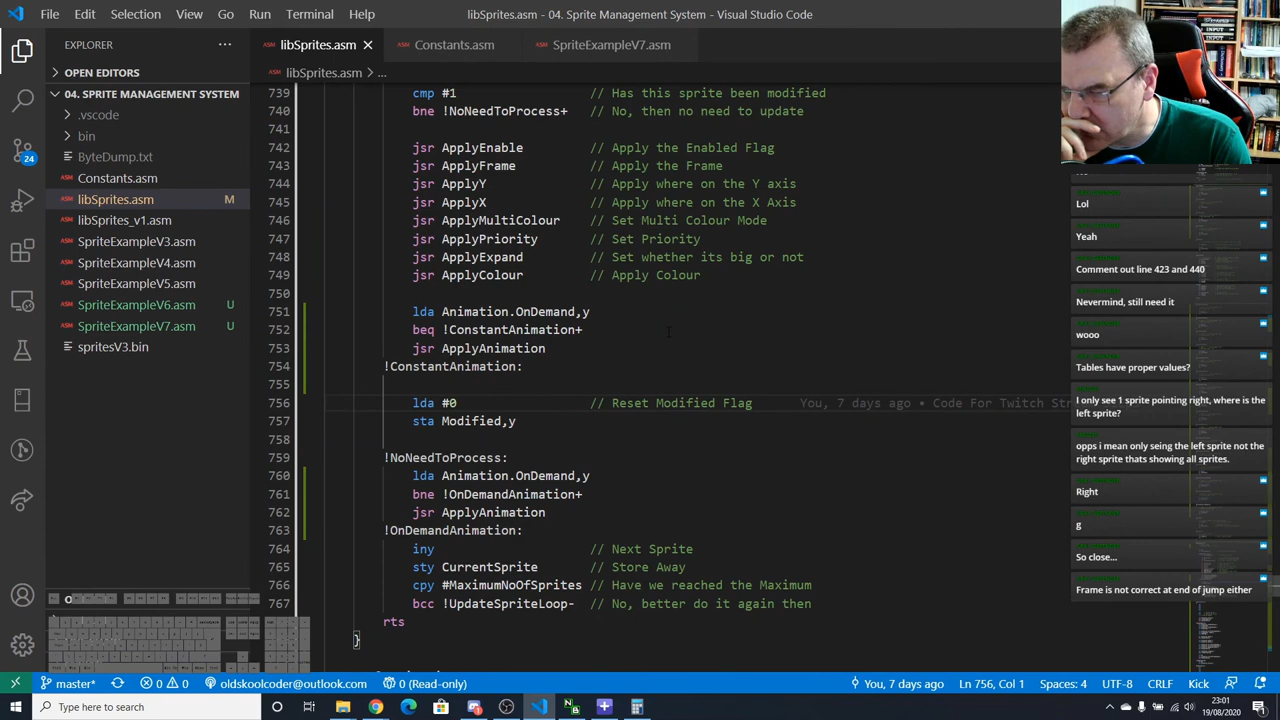 File Edit Selection View Go Run Terminal Help
libSprites.asm - 04. Sprite Management System - Visual Studio Code
EXPLORER
libSprites.asm
Constants.asm
SpriteExampleV7.asm
OPEN EDITORS
libSprites.asm > ...
04. SPRITE MANAGEMENT SYSTEM
.vscode
bin
ByteDump.txt
Constants.asm
libSprites.asm M
libSprites_v1.asm
SpriteExampleV3.asm
SpriteExampleV4.asm
SpriteExampleV5.asm
SpriteExampleV6.asm U
SpriteExampleV7.asm U
spritesV3.bin
24
739 cmp #1 // Has this sprite been modified
740 bne !NoNeedToProcess+ // No, then no need to update
741
742 jsr ApplyEnable // Apply the Enabled Flag
743 jsr ApplyFrame // Apply the Frame
744 jsr ApplyY // Apply where on the Y Axis
745 jsr ApplyX // Apply where on the X Axis
746 jsr ApplyMultiColour // Set Multi Colour Mode
747 jsr ApplyPriority // Set Priority
748 // Set whether its big or not
749 jsr ApplyColour // Apply Colour
750
751 lda Animation.OnDemand,y
752 beq !ConstantAnimation+
753 jsr ApplyAnimation
754 !ConstantAnimation:
755
756 lda #0 // Reset Modified Flag You, 7 days ago • Code For Twitch Str
757 sta Modified,y
758
759 !NoNeedToProcess:
760 lda Animation.OnDemand,y
761 bne !OnDemandAnimation+
762 jsr ApplyAnimation
763 !OnDemandAnimation:
764 iny // Next Sprite
765 sty CurrentSprite // Store Away
766 cpy #MaximumNoOfSprites // Have we reached the Maximum
767 bcc !UpdateSpriteLoop- // No, better do it again then
rts
}
Lol
Yeah
Comment out line 423 and 440
Nevermind, still need it
wooo
Tables have proper values?
I only see 1 sprite pointing right, where is the
left sprite?
opps i mean only seing the left sprite not the
right sprite thats showing all sprites.
Right
g
So close...
Frame is not correct at end of jump either
master*
0 0
0 (Read-only)
You, 7 days ago
Ln 756, Col 1
Spaces: 4
UTF-8
CRLF
Kick
Type here to search
23:01
19/08/2020